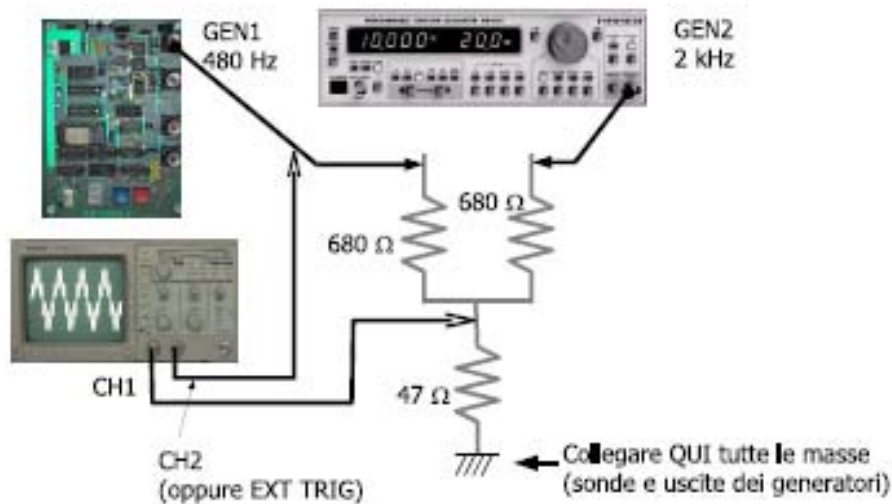 GEN1
480 Hz
10,000
20,0
GEN2
2 kHz
680 Ω
680 Ω
CH1
47 Ω
CH2
(oppure EXT TRIG)
Collegare QUI tutte le masse
(sonde e uscite dei generatori)